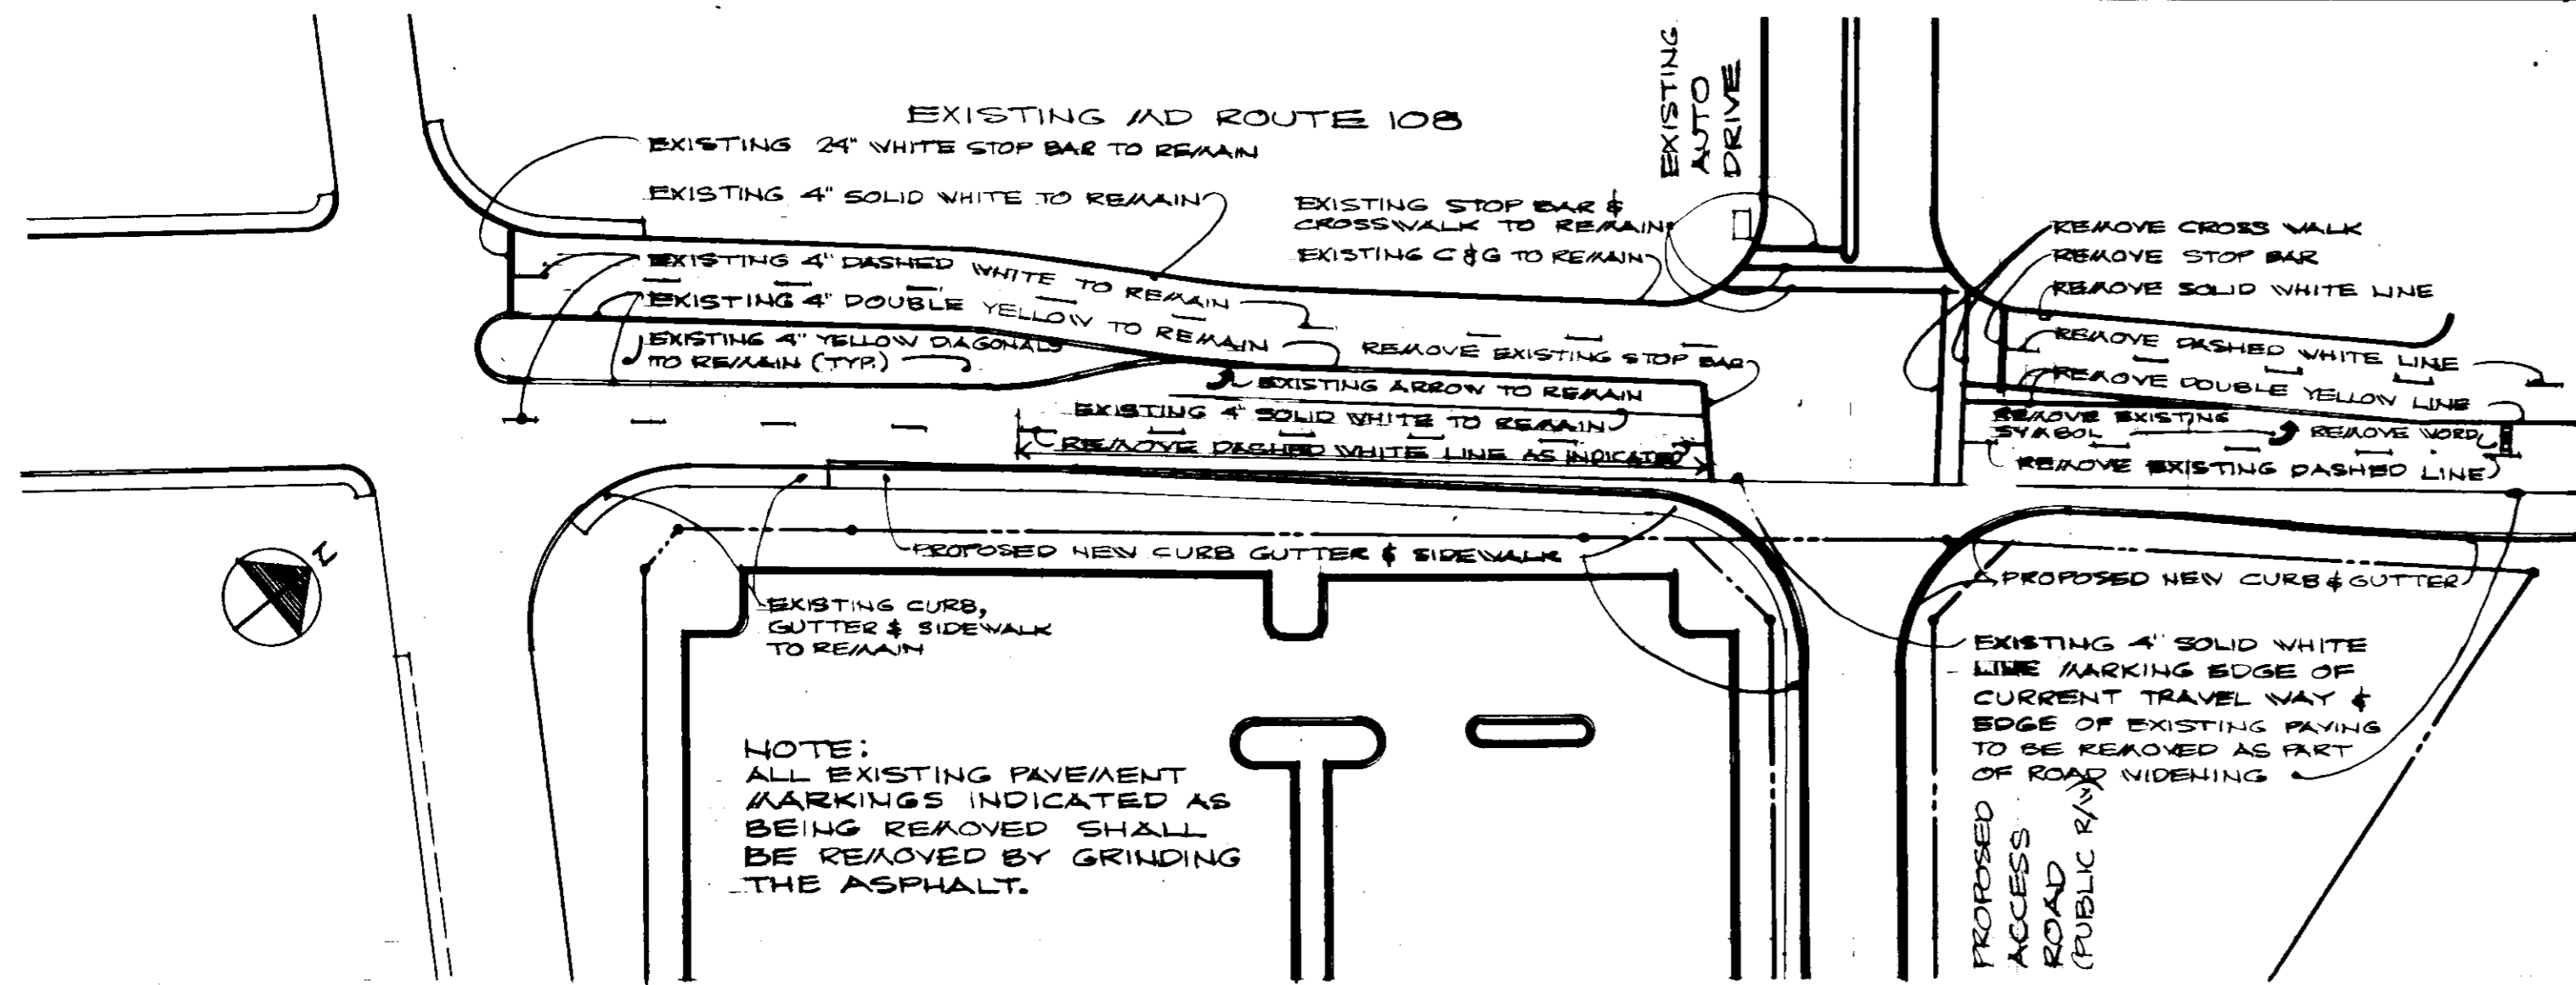 EXISTING MD ROUTE 108
EXISTING 24" WHITE STOP BAR TO REMAIN
EXISTING 4" SOLID WHITE TO REMAIN
EXISTING 4" DASHED WHITE TO REMAIN
EXISTING 4" DOUBLE YELLOW TO REMAIN
EXISTING 4" YELLOW DIAGONALS
TO REMAIN (TYP.)
EXISTING
AUTO
DRIVE
EXISTING STOP BAR &
CROSSWALK TO REMAIN
EXISTING C & G TO REMAIN
REMOVE EXISTING STOP BAR
EXISTING ARROW TO REMAIN
EXISTING 4" SOLID WHITE TO REMAIN
REMOVE DASHED WHITE LINE AS INDICATED
REMOVE CROSS WALK
REMOVE STOP BAR
REMOVE SOLID WHITE LINE
REMOVE DASHED WHITE LINE
REMOVE DOUBLE YELLOW LINE
REMOVE EXISTING
SYMBOL
REMOVE WORD
REMOVE EXISTING DASHED LINE
N
PROPOSED NEW CURB GUTTER & SIDEWALK
PROPOSED NEW CURB & GUTTER
EXISTING CURB,
GUTTER & SIDEWALK
TO REMAIN
EXISTING 4" SOLID WHITE
LINE MARKING EDGE OF
CURRENT TRAVEL WAY &
EDGE OF EXISTING PAVING
TO BE REMOVED AS PART
OF ROAD WIDENING
NOTE:
ALL EXISTING PAVEMENT
MARKINGS INDICATED AS
BEING REMOVED SHALL
BE REMOVED BY GRINDING
THE ASPHALT.
PROPOSED
ACCESS
ROAD
(PUBLIC R/W)